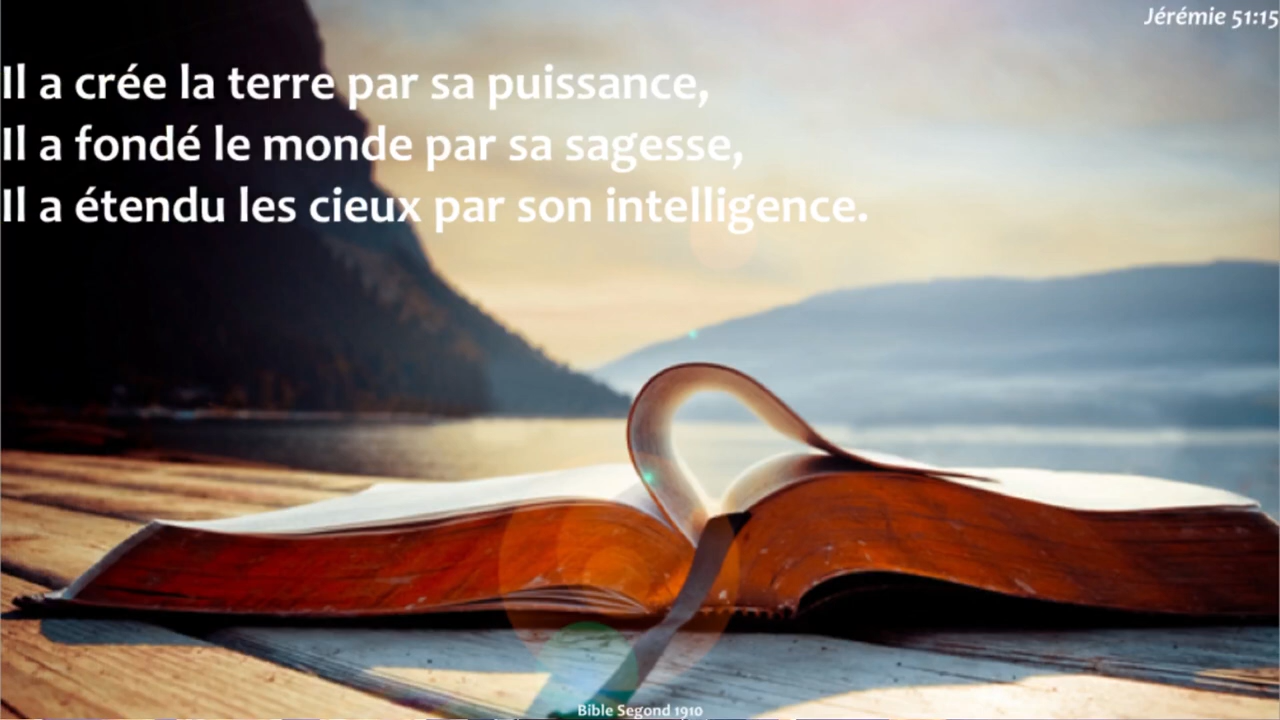 Jérémie 51:15
Il a crée la terre par sa puissance,
Il a fondé le monde par sa sagesse,
Il a étendu les cieux par son intelligence.
Bible Segond 1910